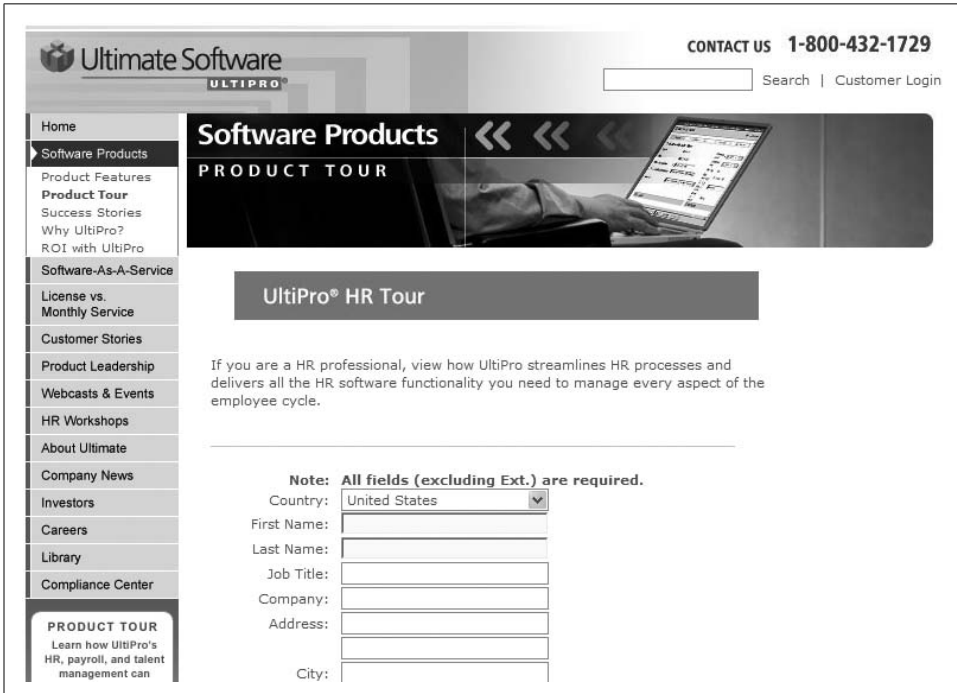 Ultimate Software
ULTIPRO®
CONTACT US 1-800-432-1729
Search | Customer Login
Home
Software Products
Product Features
Product Tour
Success Stories
Why UltiPro?
ROI with UltiPro
Software-As-A-Service
License vs.
Monthly Service
Customer Stories
Product Leadership
Webcasts & Events
HR Workshops
About Ultimate
Company News
Investors
Careers
Library
Compliance Center
PRODUCT TOUR
Learn how UltiPro's
HR, payroll, and talent
management can
Software Products
PRODUCT TOUR
UltiPro® HR Tour
If you are a HR professional, view how UltiPro streamlines HR processes and
delivers all the HR software functionality you need to manage every aspect of the
employee cycle.
Note: All fields (excluding Ext.) are required.
Country: United States
First Name:
Last Name:
Job Title:
Company:
Address:
City: